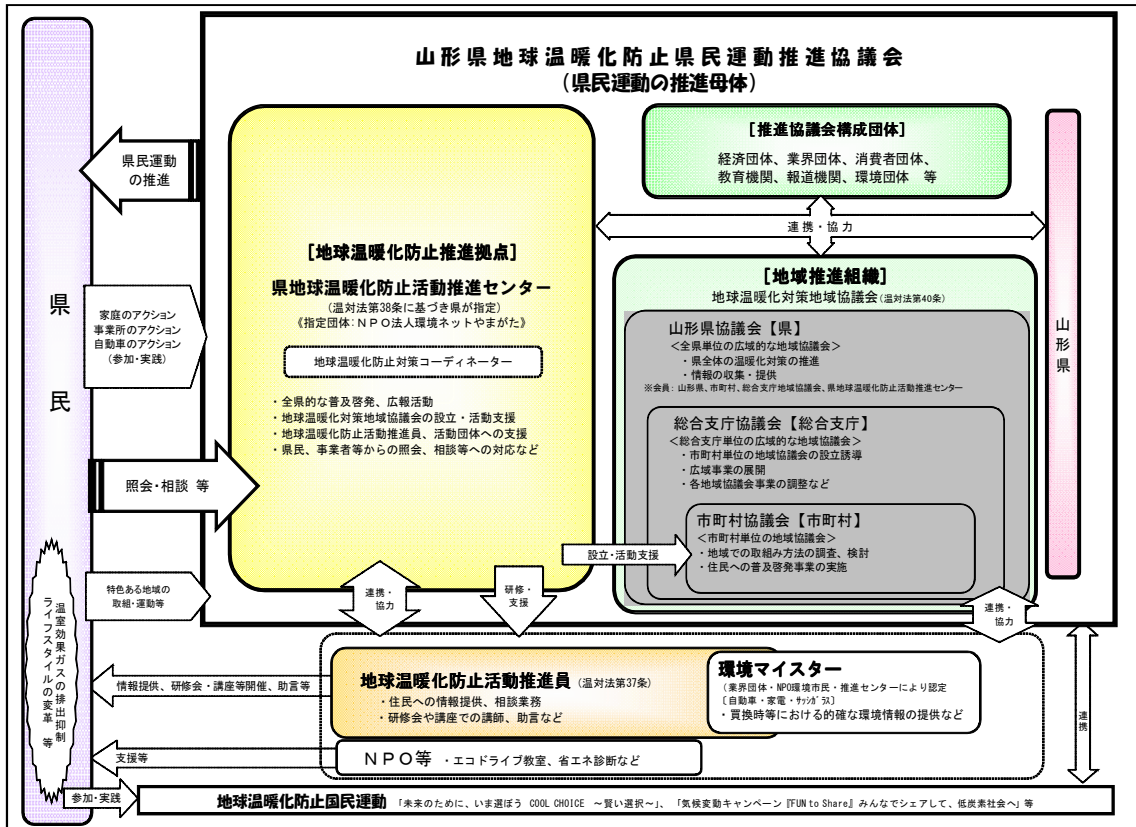 山形県地球温暖化防止県民運動推進協議会
（県民運動の推進母体）
県民
県民運動
の推進
家庭のアクション
事業所のアクション
自動車のアクション
（参加・実践）
照会・相談 等
特色ある地域の
取組・運動等
温室効果ガスの排出抑制
ライフスタイルの変革 等
[地球温暖化防止推進拠点]
県地球温暖化防止活動推進センター
（温対法第38条に基づき県が指定）
《指定団体：ＮＰＯ法人環境ネットやまがた》
地球温暖化防止対策コーディネーター
・全県的な普及啓発、広報活動
・地球温暖化対策地域協議会の設立・活動支援
・地球温暖化防止活動推進員、活動団体への支援
・県民、事業者等からの照会、相談等への対応など
[推進協議会構成団体]
経済団体、業界団体、消費者団体、
教育機関、報道機関、環境団体 等
連携・協力
山形県
[地域推進組織]
地球温暖化対策地域協議会（温対法第40条）
山形県協議会【県】
＜全県単位の広域的な地域協議会＞
・県全体の温暖化対策の推進
・情報の収集・提供
※会員：山形県、市町村、総合支庁地域協議会、県地球温暖化防止活動推進センター
総合支庁協議会【総合支庁】
＜総合支庁単位の広域的な地域協議会＞
・市町村単位の地域協議会の設立誘導
・広域事業の展開
・各地域協議会事業の調整など
市町村協議会【市町村】
＜市町村単位の地域協議会＞
・地域での取組み方法の調査、検討
・住民への普及啓発事業の実施
設立・活動支援
連携・
協力
研修・
支援
連携・
協力
情報提供、研修会・講座等開催、助言等
地球温暖化防止活動推進員（温対法第37条）
・住民への情報提供、相談業務
・研修会や講座での講師、助言など
環境マイスター
（業界団体・NPO環境市民・推進センターにより認定
〔自動車・家電・ｻｯｼｶﾞﾗｽ〕
・買換時等における的確な環境情報の提供など
連携
支援等
ＮＰＯ等 ・エコドライブ教室、省エネ診断など
参加・実践
地球温暖化防止国民運動 「未来のために、いま選ぼう COOL CHOICE ～賢い選択～」、「気候変動キャンペーン『FUN to Share』みんなでシェアして、低炭素社会へ」等